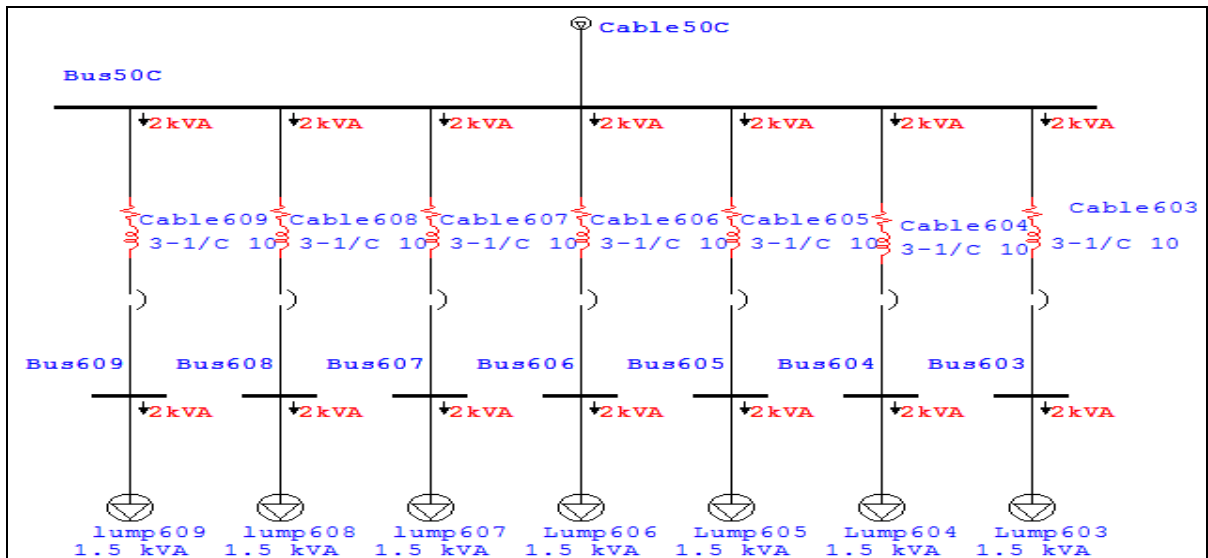 Cable50C
Bus50C
2kVA 2kVA 2kVA 2kVA 2kVA 2kVA 2kVA
Cable609 Cable608 Cable607 Cable606 Cable605 Cable604 Cable603
3-1/C 10 3-1/C 10 3-1/C 10 3-1/C 10 3-1/C 10 3-1/C 10 3-1/C 10
Bus609 Bus608 Bus607 Bus606 Bus605 Bus604 Bus603
2kVA 2kVA 2kVA 2kVA 2kVA 2kVA 2kVA
lump609 lump608 lump607 Lump606 Lump605 Lump604 Lump603
1.5 kVA 1.5 kVA 1.5 kVA 1.5 kVA 1.5 kVA 1.5 kVA 1.5 kVA